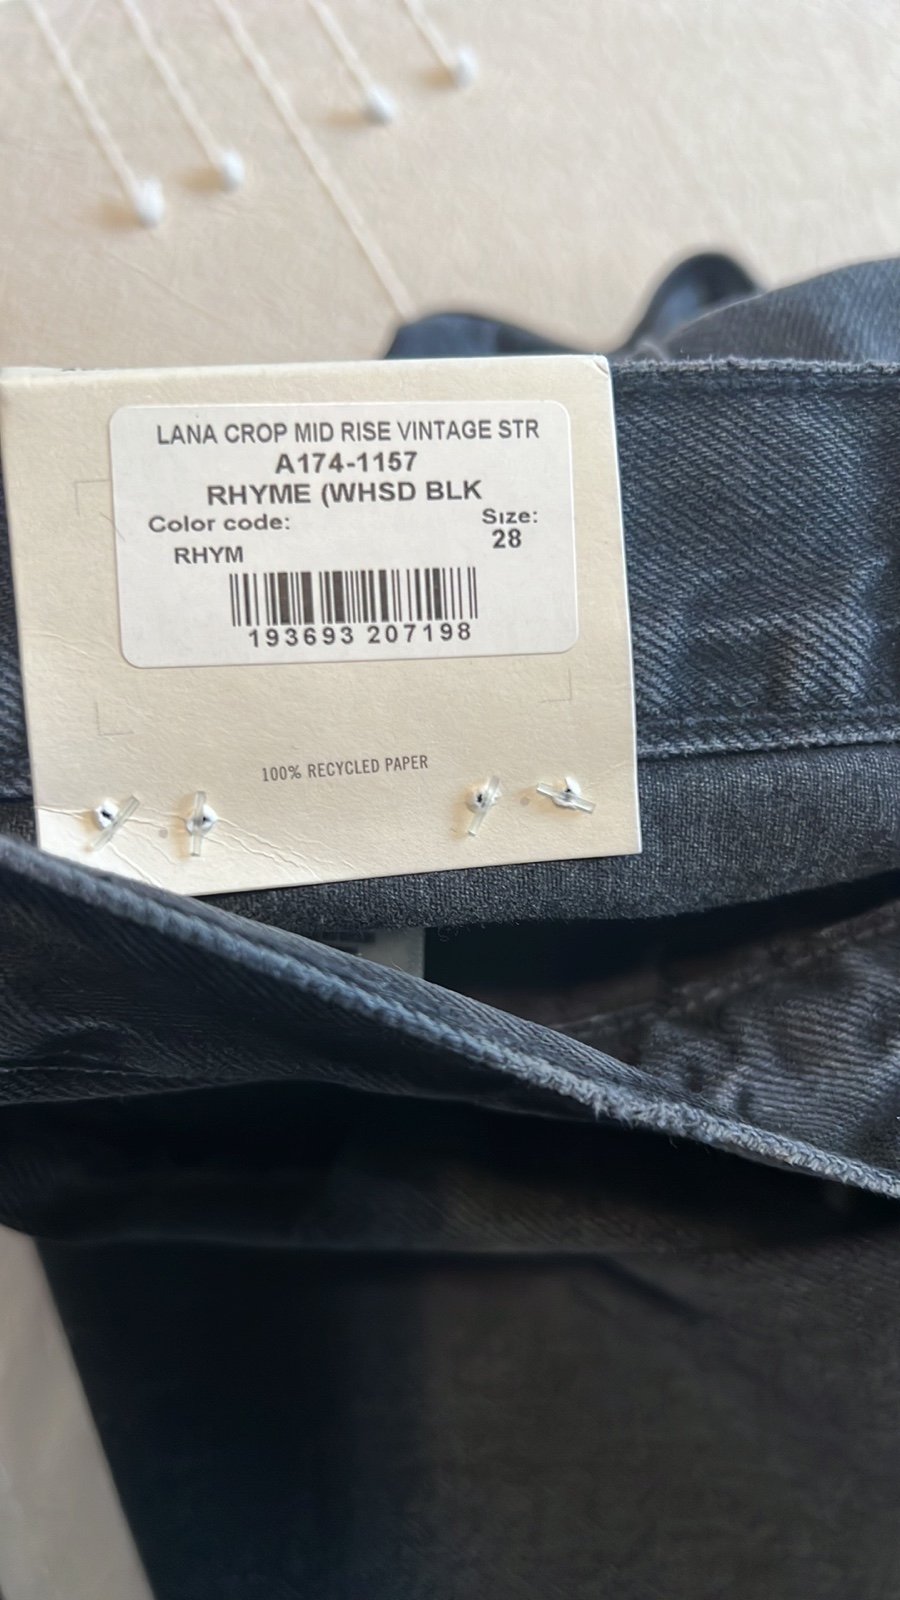 LANA CROP MID RISE VINTAGE STR
A174-1157
RHYME (WHSD BLK
Color code: Size:
RHYM 28
193693 207198
100% RECYCLED PAPER